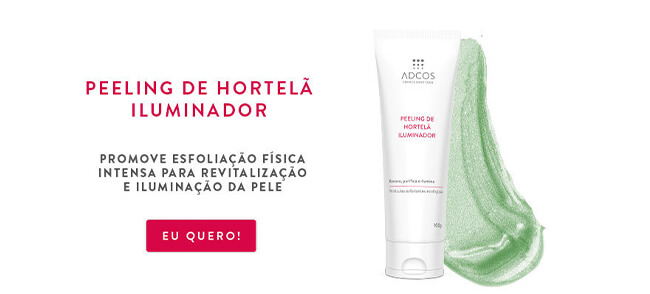 PEELING DE HORTELÃ
ILUMINADOR
PROMOVE ESFOLIAÇÃO FÍSICA
INTENSA PARA REVITALIZAÇÃO
E ILUMINAÇÃO DA PELE
EU QUERO!
ADCOS
PEELING DE
HORTELÃ
ILUMINADOR